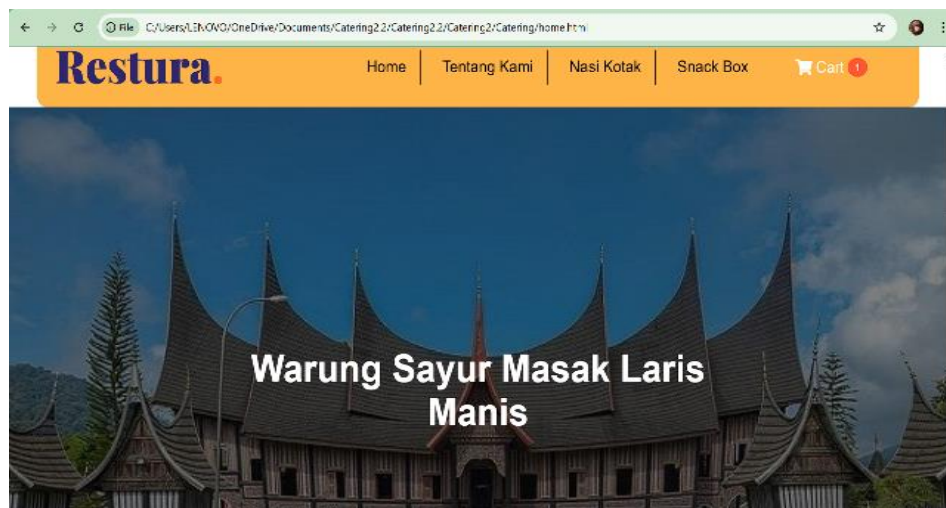 File C:/Users/LENOVO/OneDrive/Documents/Catering2.2/Catering2.2/Catering2/Catering/home.html
Restura. Home Tentang Kami Nasi Kotak Snack Box Cart 1
Warung Sayur Masak Laris
Manis